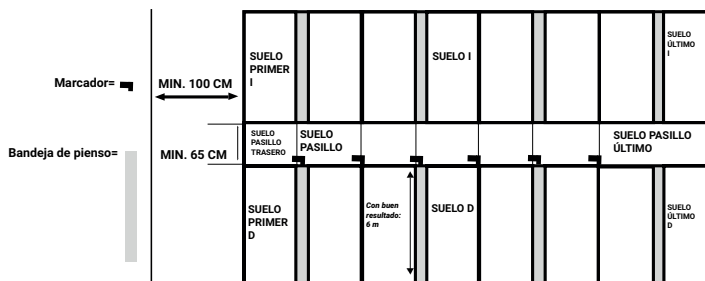 Marcador=
MIN. 100 CM
SUELO
PRIMER
I
SUELO I
SUELO
ÚLTIMO
I
Bandeja de pienso=
MIN. 65 CM
SUELO
PASILLO
TRASERO
SUELO
PASILLO
SUELO PASILLO
ÚLTIMO
SUELO
PRIMER
D
Con buen
resultado:
6 m
SUELO D
SUELO
ÚLTIMO
D